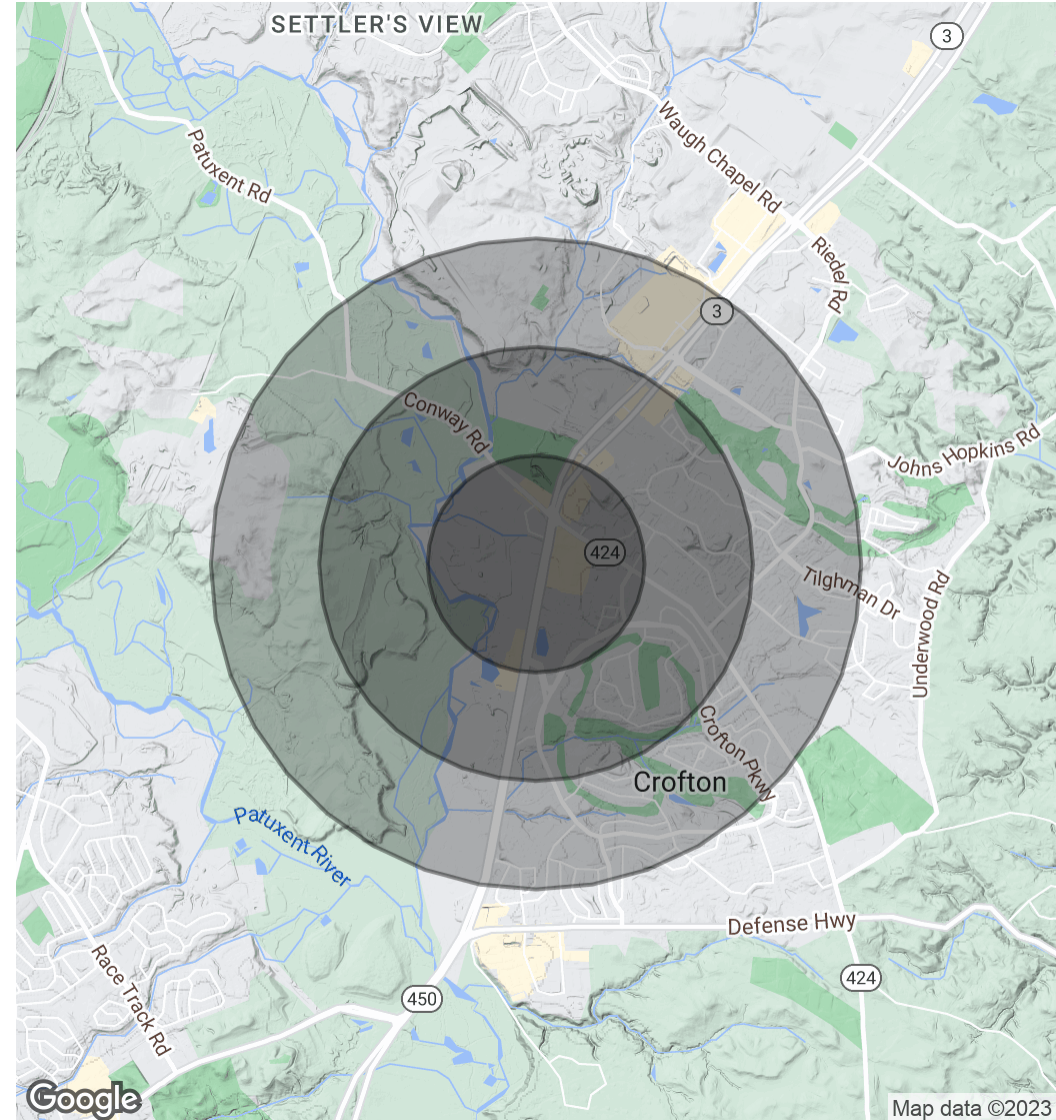 SETTLER'S VIEW
3
Waugh Chapel Rd
Patuxent Rd
Riedel Rd
3
Conway Rd
Johns Hopkins Rd
424
Tilghman Dr
Underwood Rd
Crofton Pkwy
Crofton
Patuxent River
Defense Hwy
Race Track Rd
424
450
Google
Map data ©2023